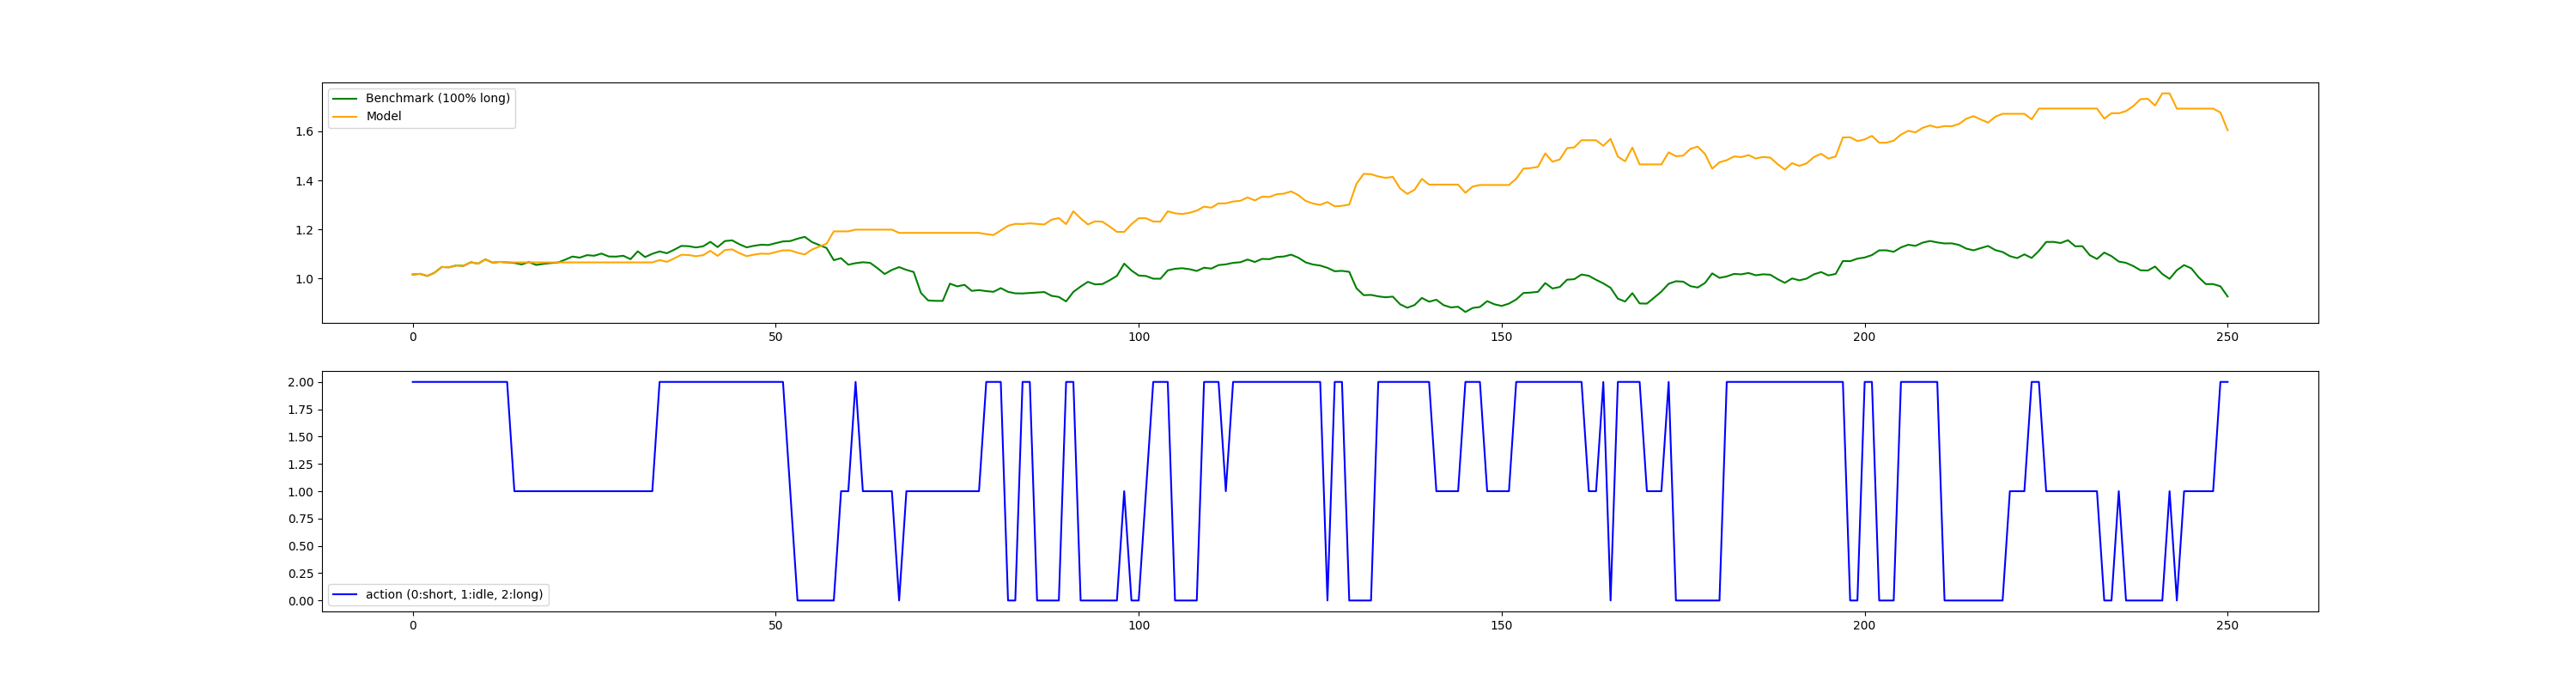 Benchmark (100% long)
Model
1.6
1.4
1.2
1.0
0 50 100 150 200 250
2.00
1.75
1.50
1.25
1.00
0.75
0.50
0.25
0.00
action (0:short, 1:idle, 2:long)
0 50 100 150 200 250